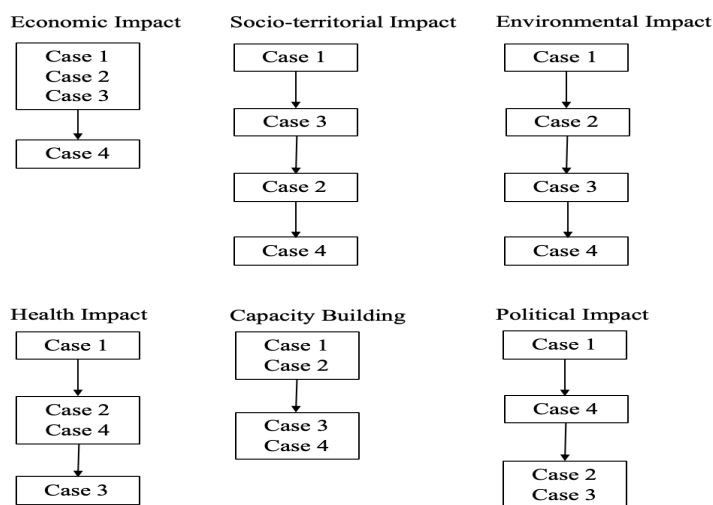 Economic Impact
Case 1
Case 2
Case 3
Case 4
Socio-territorial Impact
Case 1
Case 3
Case 2
Case 4
Environmental Impact
Case 1
Case 2
Case 3
Case 4
Health Impact
Case 1
Case 2
Case 4
Case 3
Capacity Building
Case 1
Case 2
Case 3
Case 4
Political Impact
Case 1
Case 4
Case 2
Case 3